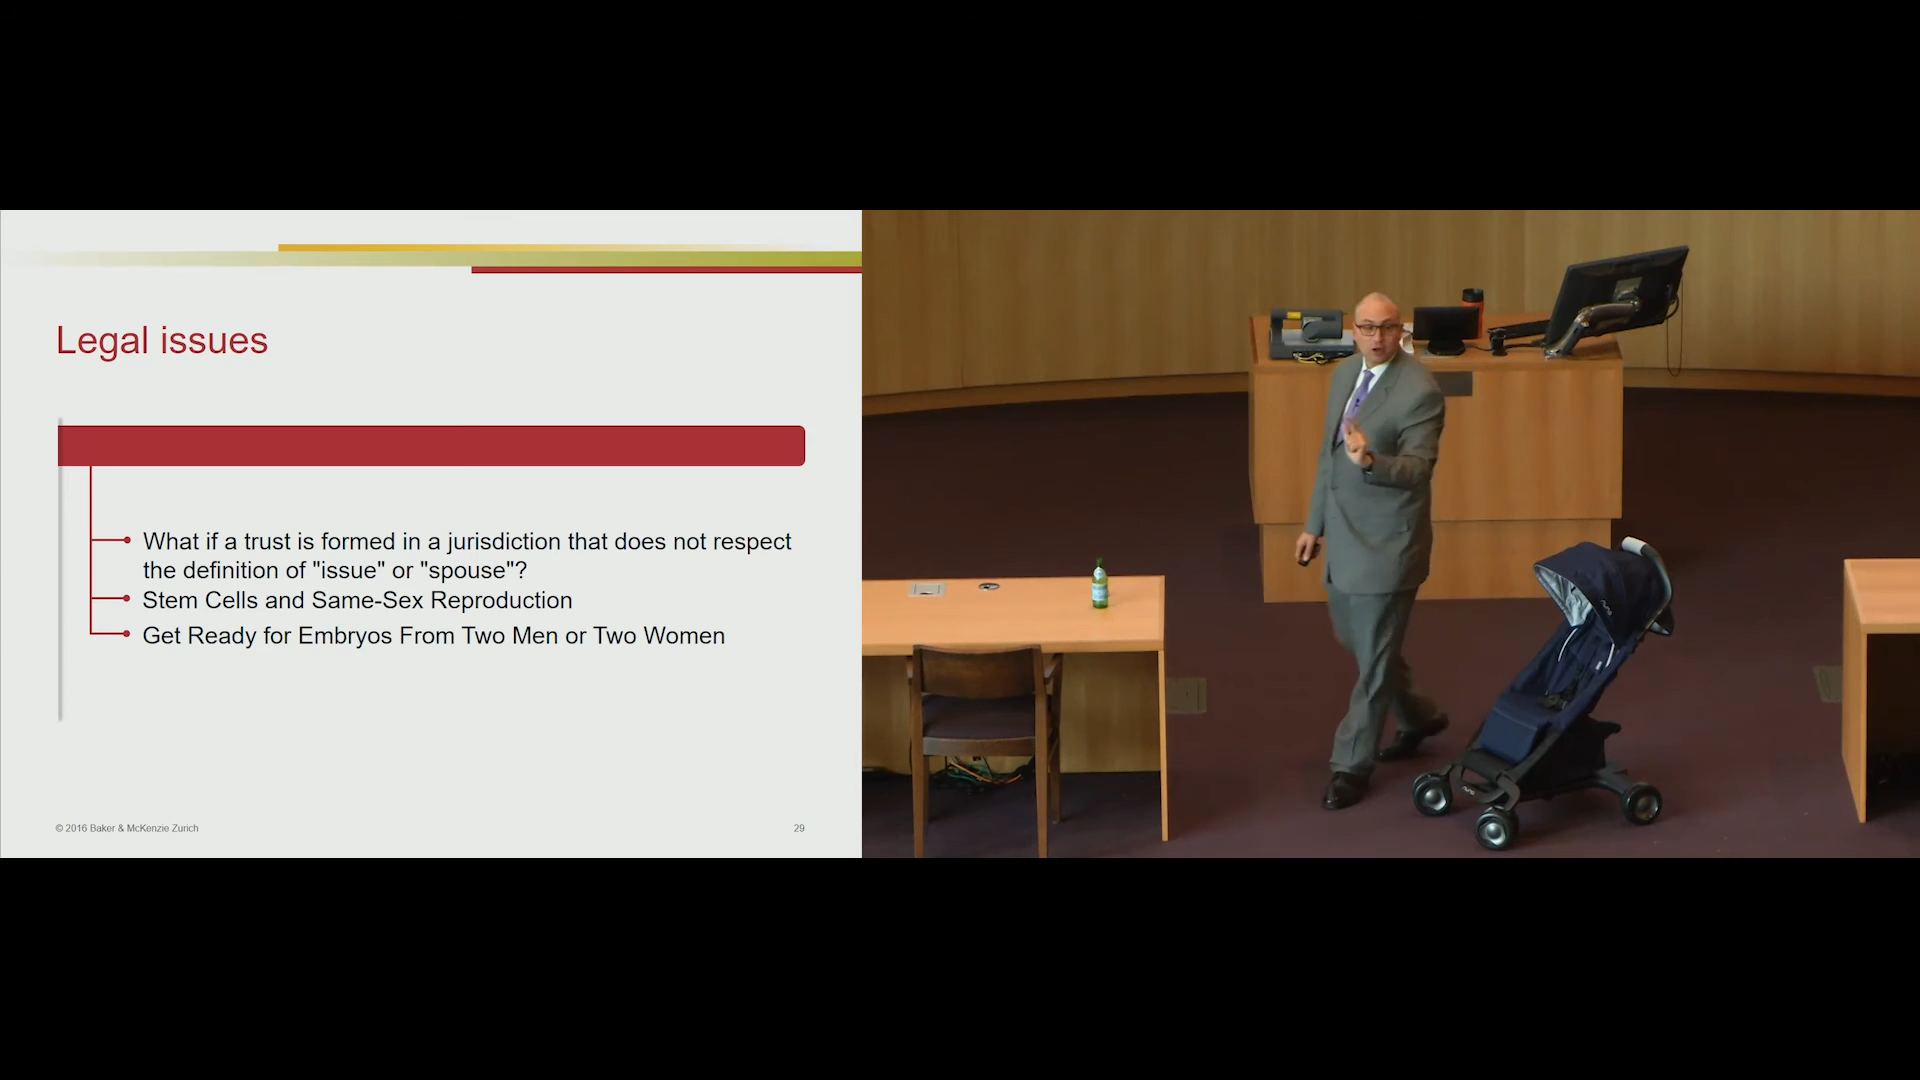 Legal issues
What if a trust is formed in a jurisdiction that does not respect
the definition of "issue" or "spouse"?
Stem Cells and Same-Sex Reproduction
Get Ready for Embryos From Two Men or Two Women
© 2016 Baker & McKenzie Zurich
29
nuna